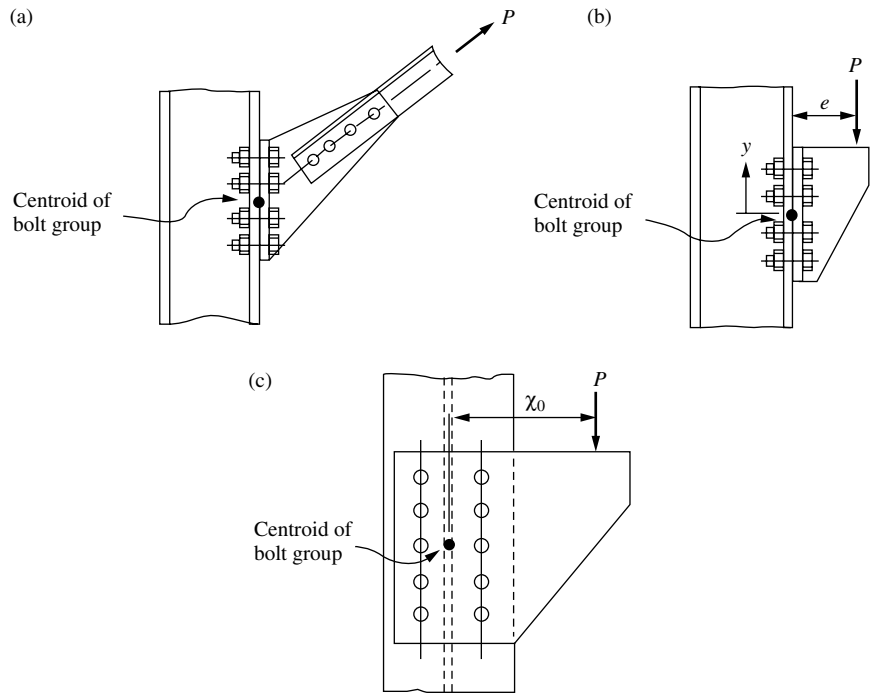 (a)
P
Centroid of
bolt group
(b)
P
e
y
Centroid of
bolt group
(c)
P
χ₀
Centroid of
bolt group